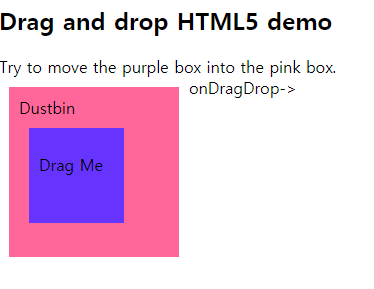 Drag and drop HTML5 demo
Try to move the purple box into the pink box.
onDragDrop->
Dustbin
Drag Me